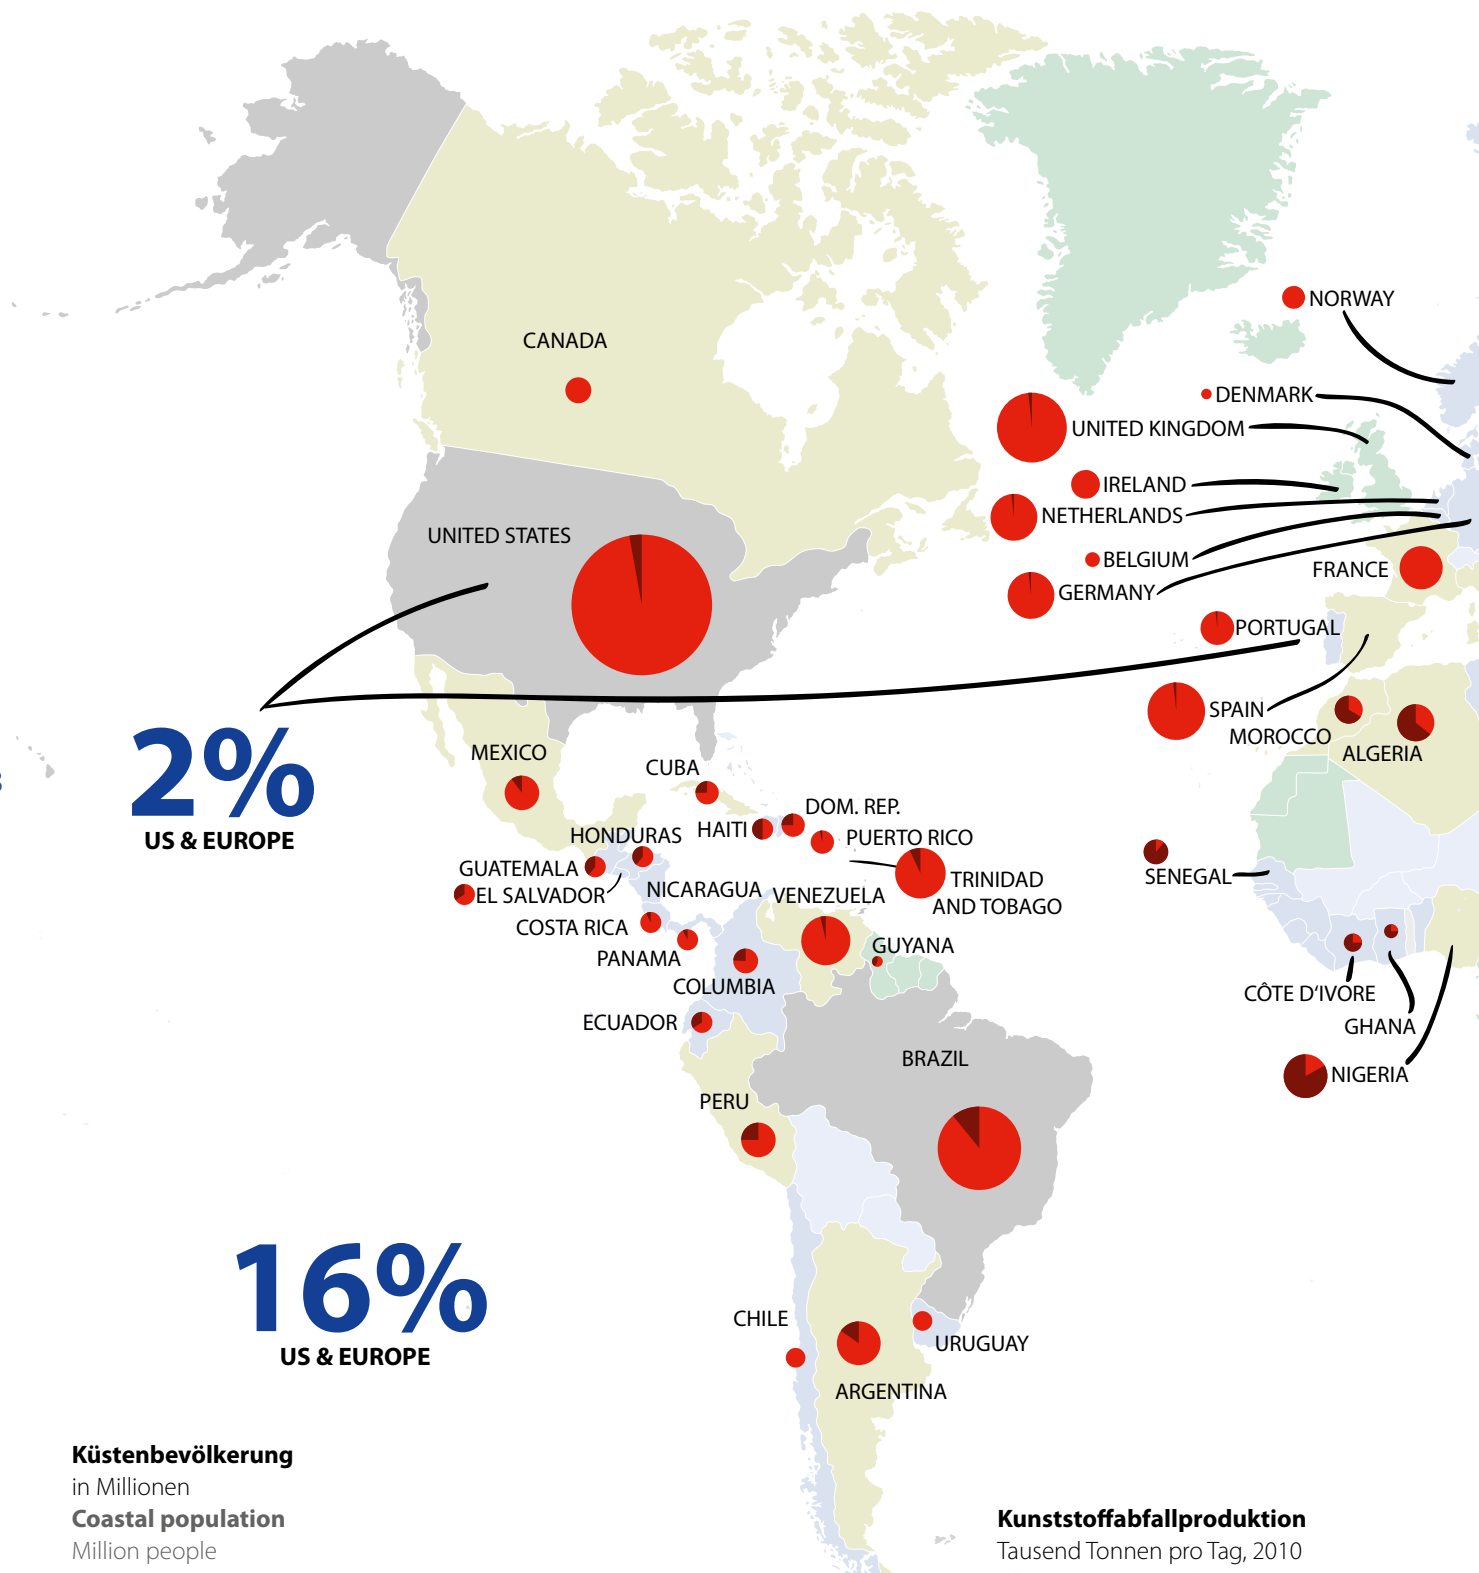 NORWAY
CANADA
DENMARK
UNITED KINGDOM
IRELAND
NETHERLANDS
UNITED STATES
BELGIUM
FRANCE
GERMANY
PORTUGAL
SPAIN
MOROCCO
ALGERIA
2%
US & EUROPE
MEXICO
CUBA
DOM. REP.
HONDURAS
HAITI
PUERTO RICO
GUATEMALA
EL SALVADOR
NICARAGUA
VENEZUELA
TRINIDAD
AND TOBAGO
SENEGAL
COSTA RICA
PANAMA
GUYANA
COLUMBIA
CÔTE D‘IVORE
ECUADOR
GHANA
BRAZIL
NIGERIA
PERU
16%
US & EUROPE
CHILE
URUGUAY
ARGENTINA
Küstenbevölkerung
in Millionen
Coastal population
Million people
Kunststoffabfallproduktion
Tausend Tonnen pro Tag, 2010